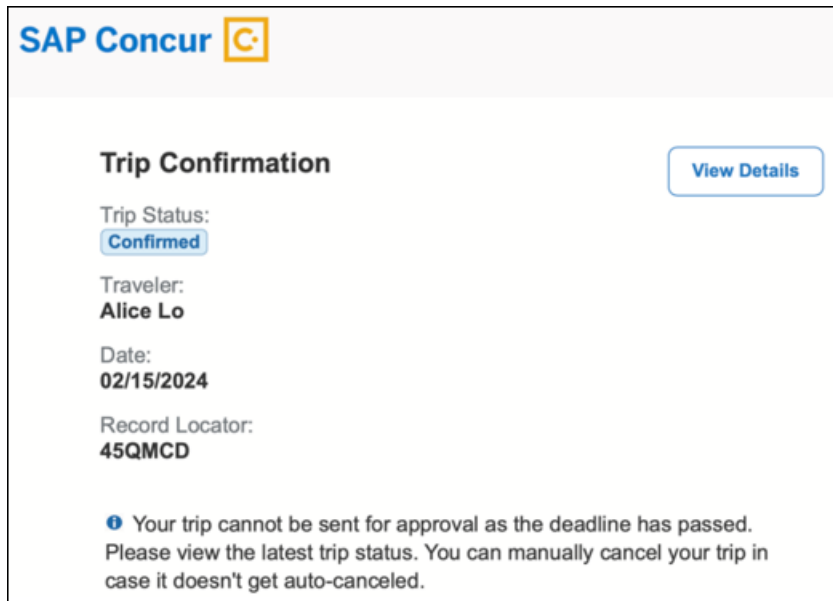 SAP Concur C.
Trip Confirmation
View Details
Trip Status:
Confirmed
Traveler:
Alice Lo
Date:
02/15/2024
Record Locator:
45QMCD
Your trip cannot be sent for approval as the deadline has passed.
Please view the latest trip status. You can manually cancel your trip in
case it doesn't get auto-canceled.